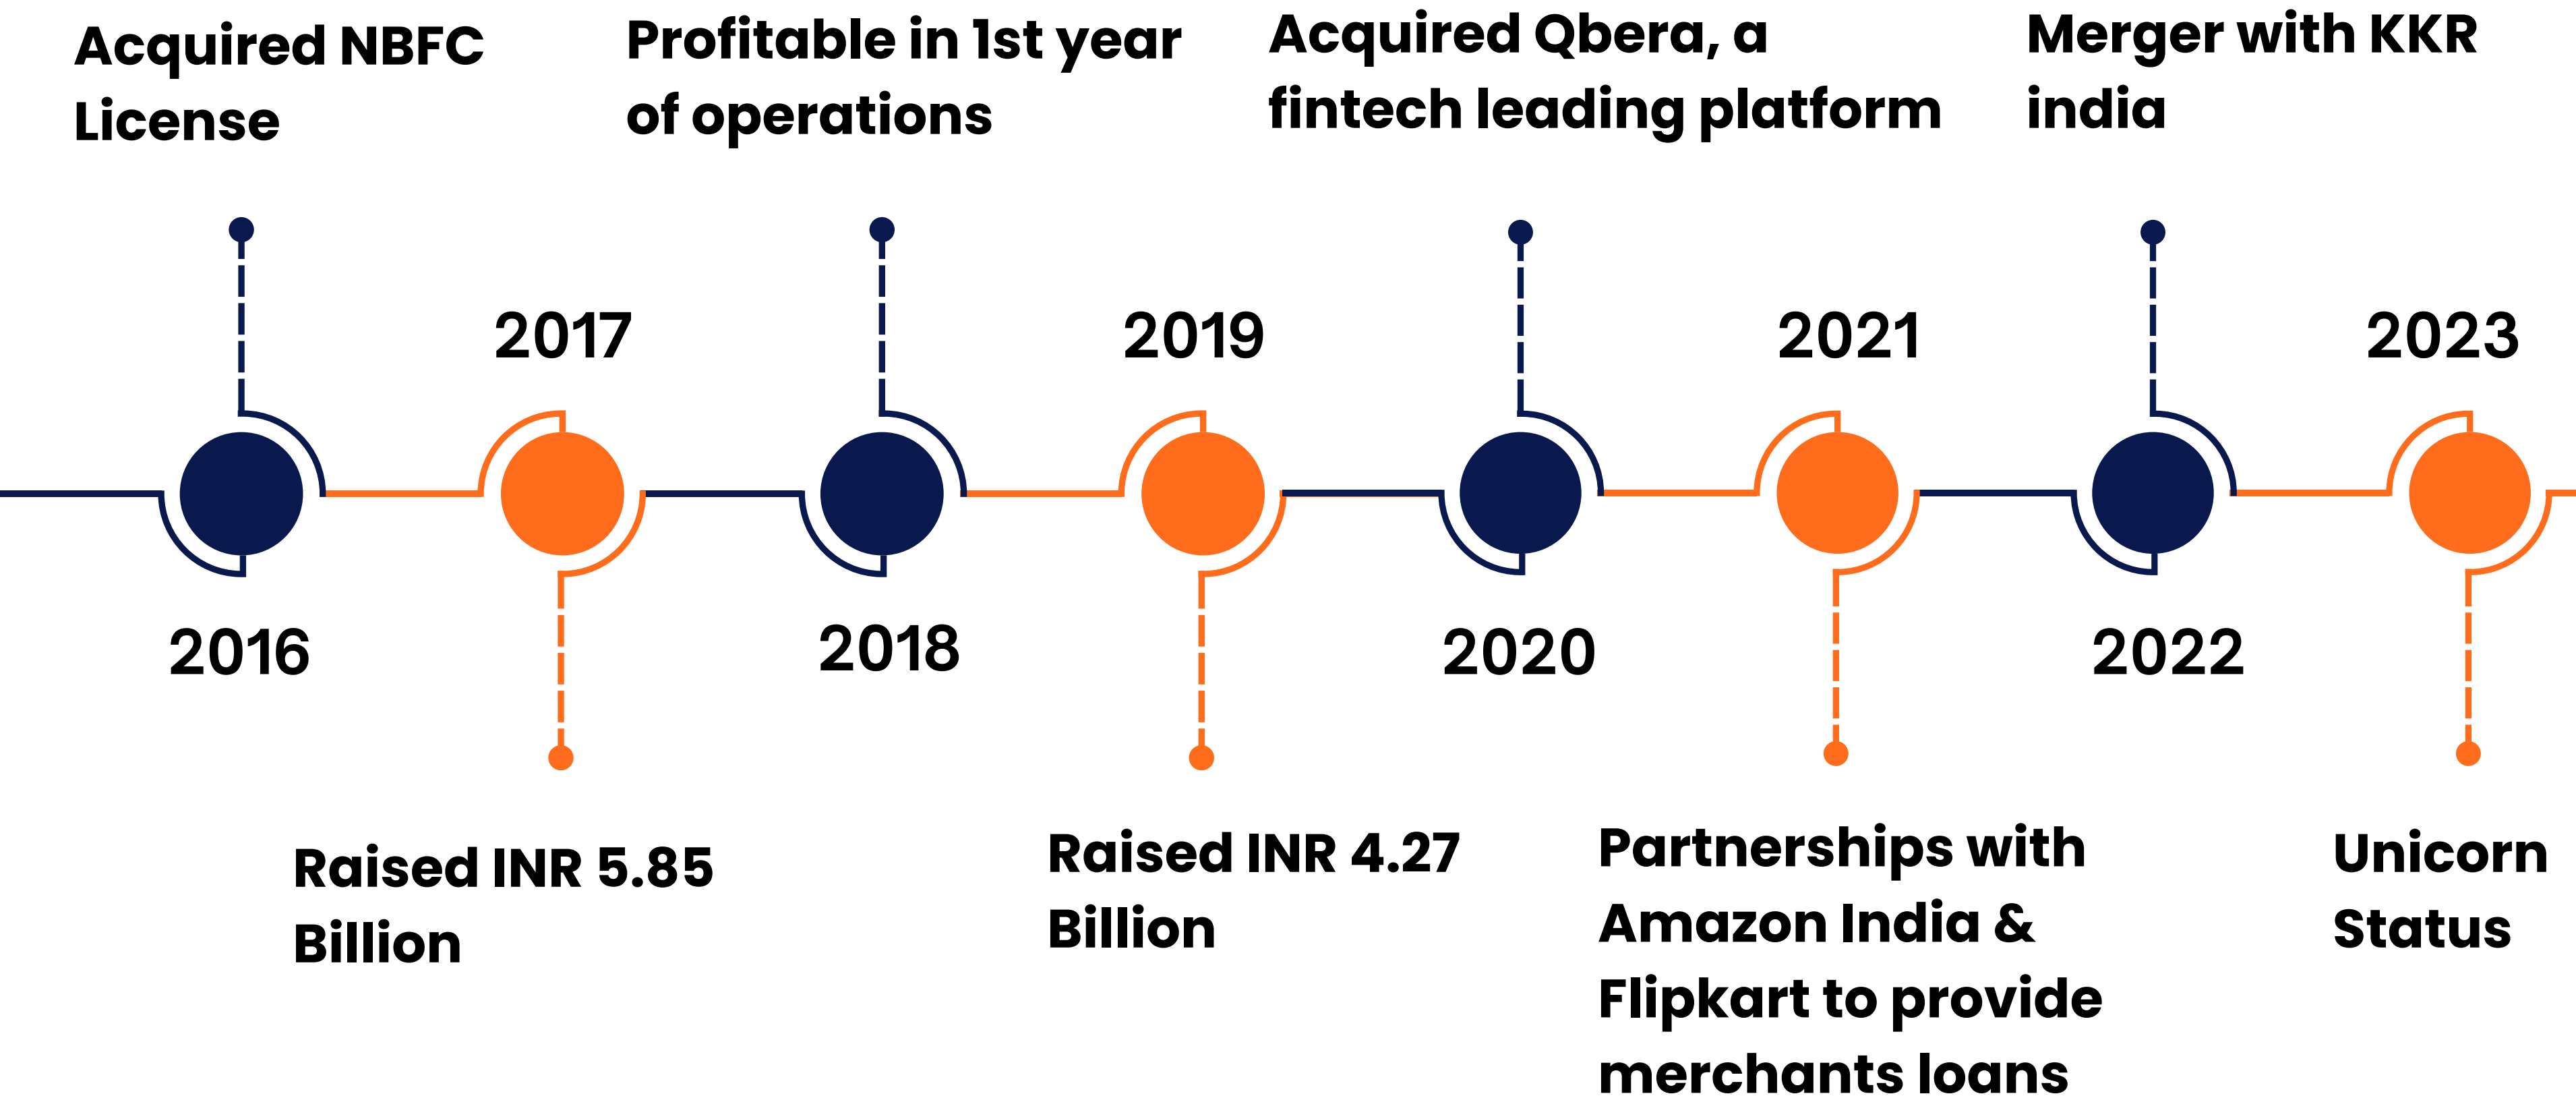 Acquired NBFC
License
Profitable in 1st year
of operations
Acquired Qbera, a
fintech leading platform
Merger with KKR
india
2017
2019
2021
2023
2016
2018
2020
2022
Raised INR 5.85
Billion
Raised INR 4.27
Billion
Partnerships with
Amazon India &
Flipkart to provide
merchants loans
Unicorn
Status